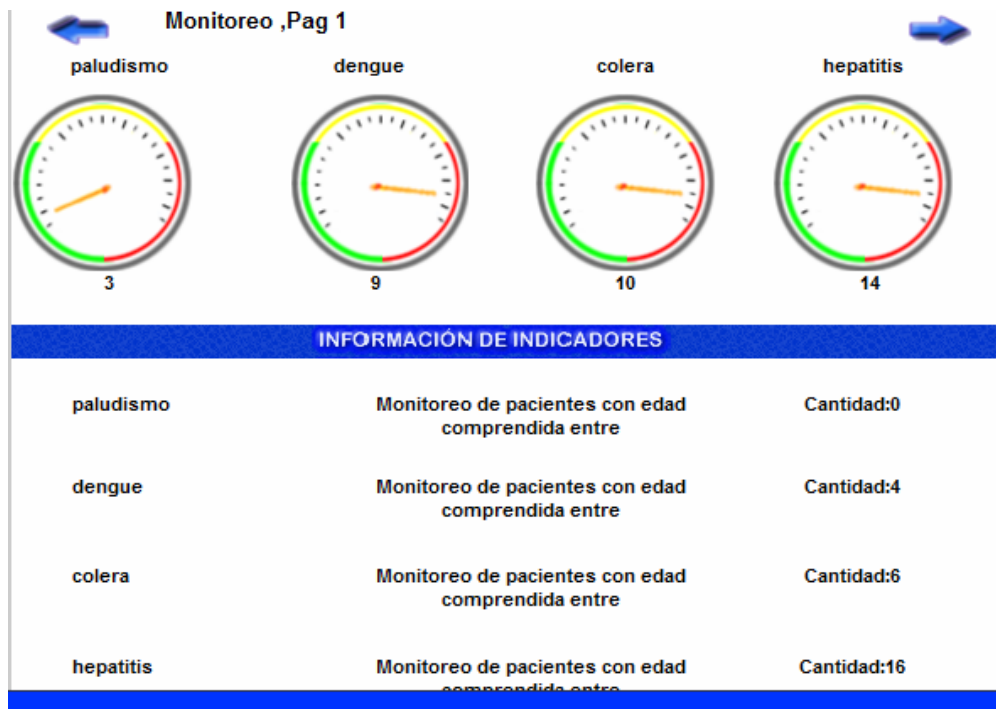 Monitoreo ,Pag 1
paludismo dengue colera hepatitis
3 9 10 14
INFORMACIÓN DE INDICADORES
paludismo Monitoreo de pacientes con edad Cantidad:0
comprendida entre
dengue Monitoreo de pacientes con edad Cantidad:4
comprendida entre
colera Monitoreo de pacientes con edad Cantidad:6
comprendida entre
hepatitis Monitoreo de pacientes con edad Cantidad:16
comprendida entre